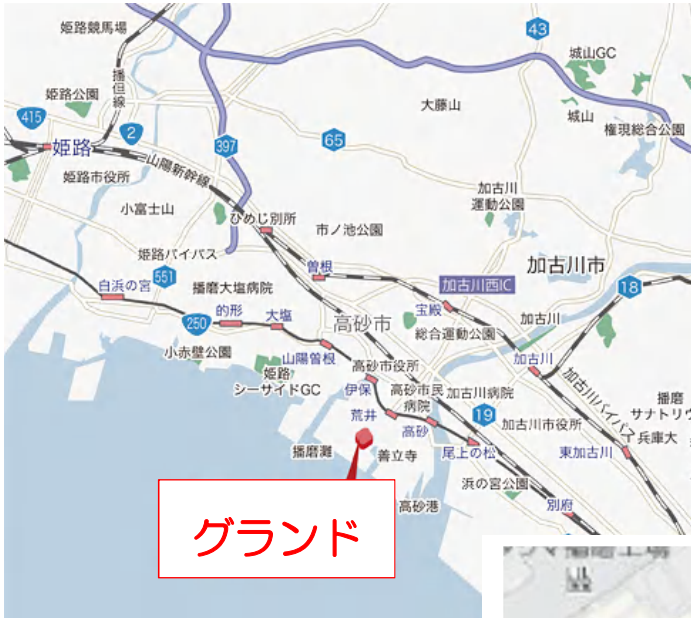 姫路競馬場
43
城山GC
播但線
姫路公園
大藤山
城山
415
2
397
65
権現総合公園
姫路
山陽新幹線
姫路市役所
加古川
運動公園
小富士山
ひめじ別所
市ノ池公園
姫路バイパス
曽根
加古川市
551
播磨大塩病院
加古川西IC
18
白浜の宮
的形
大塩
高砂市
宝殿
加古川
250
総合運動公園
小赤壁公園
山陽曽根
高砂市役所
加古川
姫路
シーサイドGC
伊保
高砂市民
病院
加古川病院
加古川バイパス
播磨
サナトリウ
荒井
19
加古川市役所
兵庫大
高砂
播磨灘
善立寺
尾上の松
東加古川
浜の宮公園
高砂港
別府
グランド